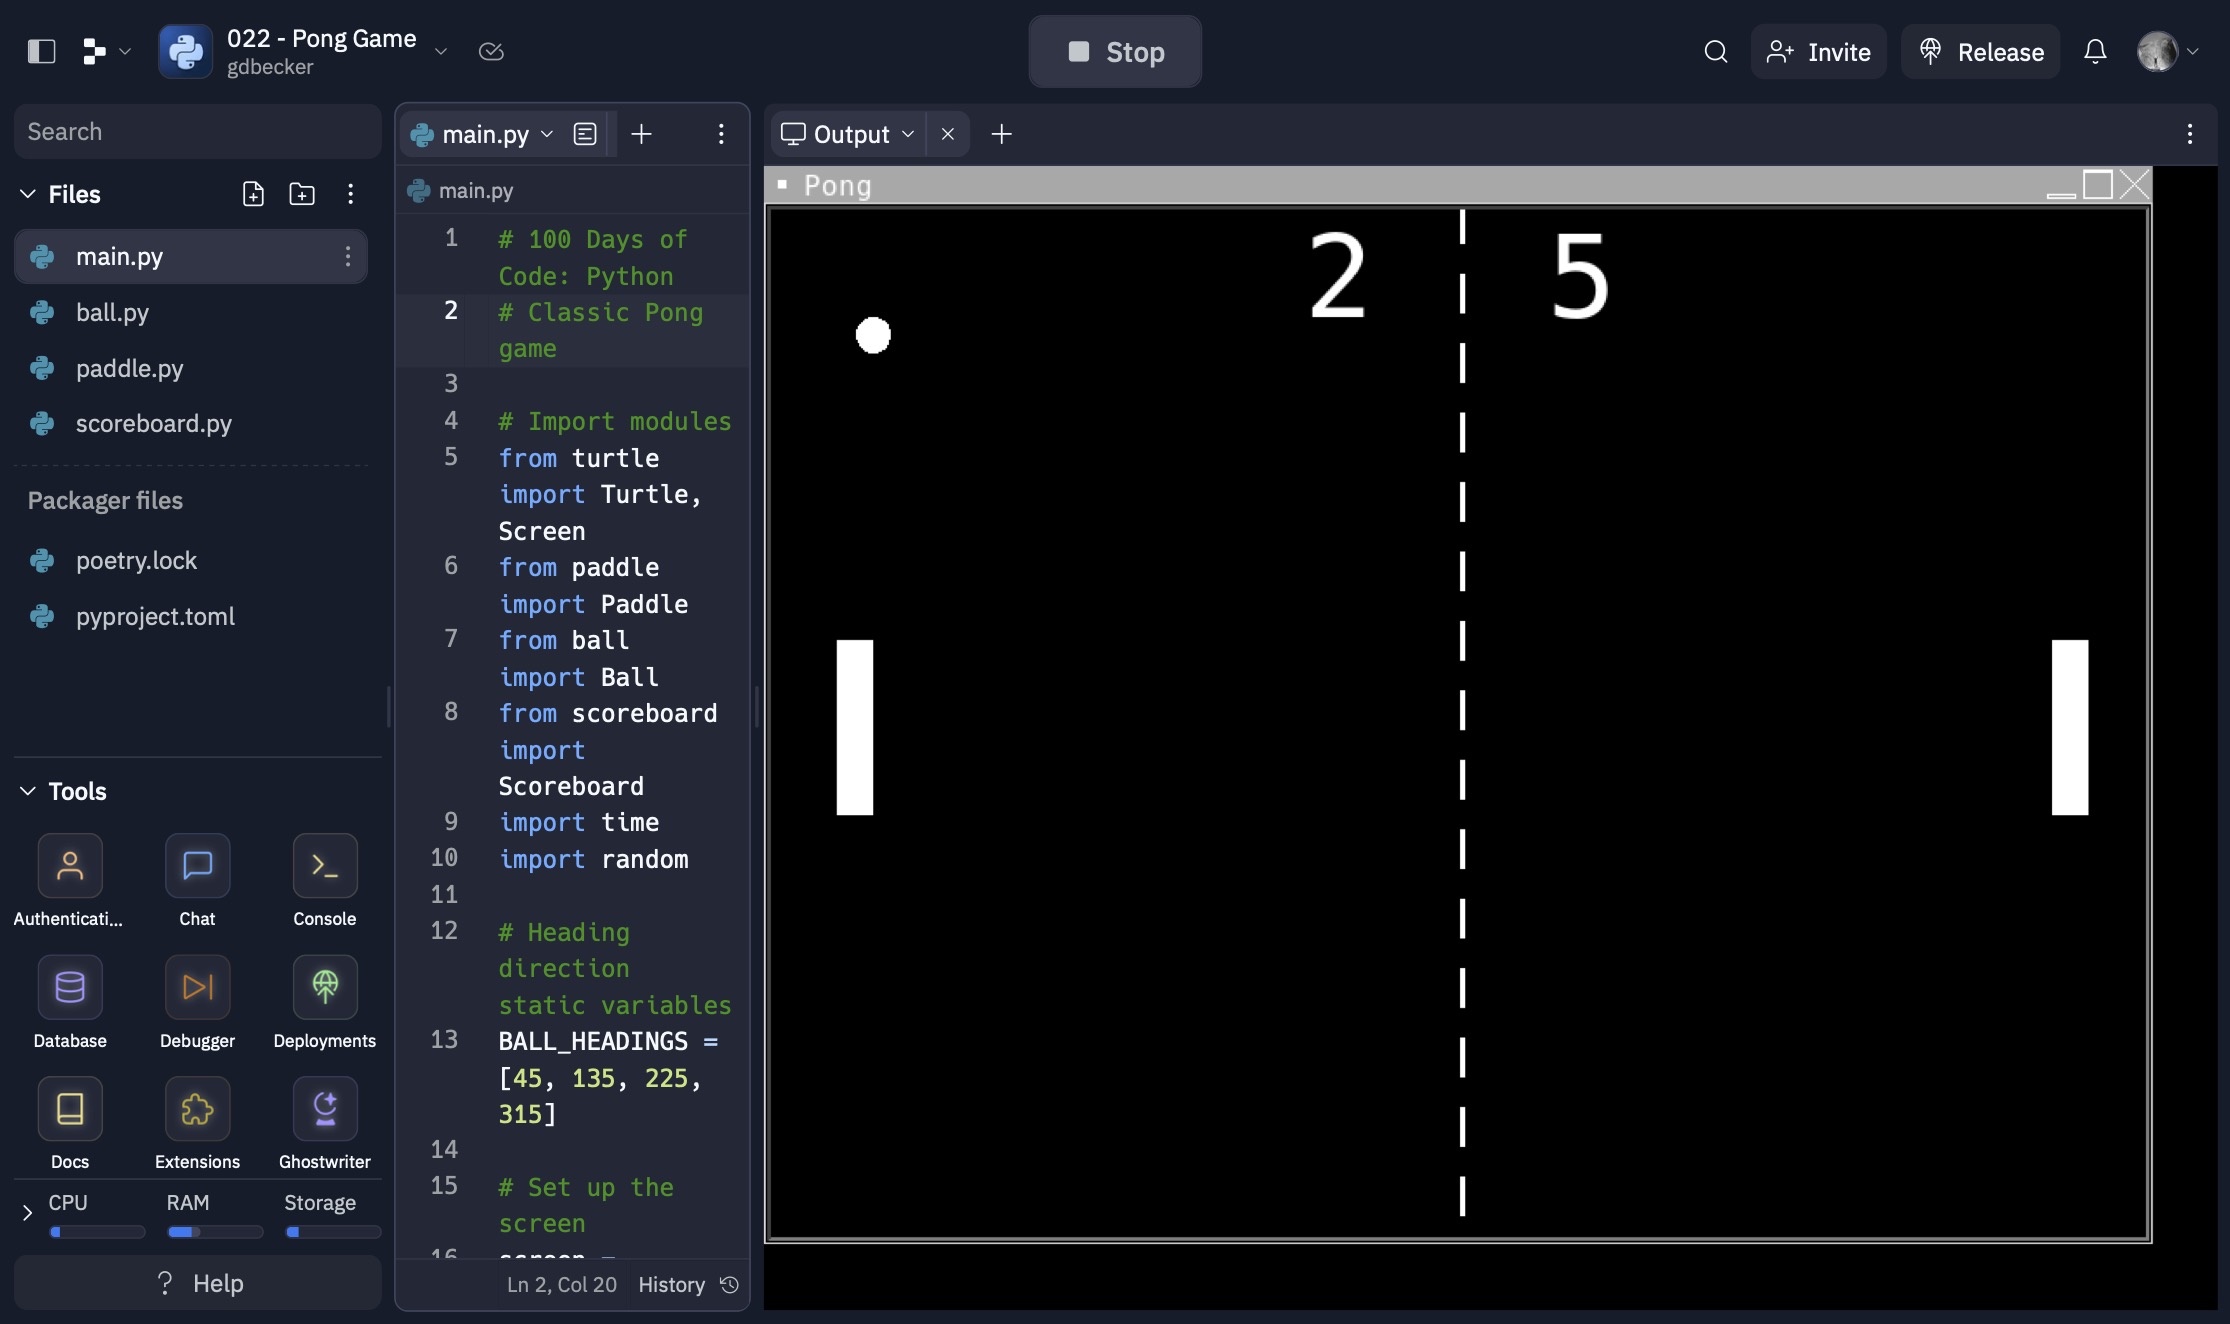 022 - Pong Game
gdbecker
Stop
Invite
Release
Search
Files
main.py
ball.py
paddle.py
scoreboard.py
Packager files
poetry.lock
pyproject.toml
Tools
Authenticati...
Chat
Console
Database
Debugger
Deployments
Docs
Extensions
Ghostwriter
CPU
RAM
Storage
? Help
main.py
main.py
1 # 100 Days of
Code: Python
2 # Classic Pong
game
3
4 # Import modules
5 from turtle
import Turtle,
Screen
6 from paddle
import Paddle
7 from ball
import Ball
8 from scoreboard
import
Scoreboard
9 import time
10 import random
11
12 # Heading
direction
static variables
13 BALL_HEADINGS =
[45, 135, 225,
315]
14
15 # Set up the
screen
16 screen =
Ln 2, Col 20
History
Output
Pong
2 5